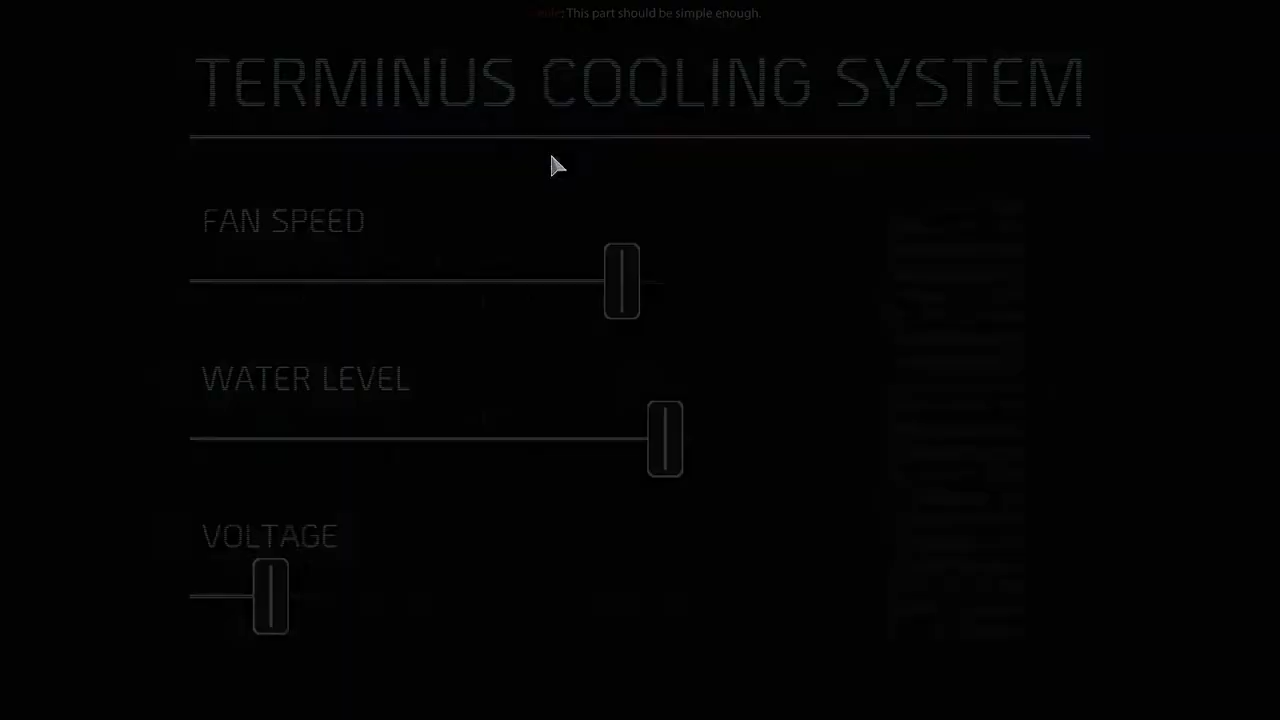 : This part should be simple enough.
TERMINUS COOLING SYSTEM
FAN SPEED
WATER LEVEL
VOLTAGE